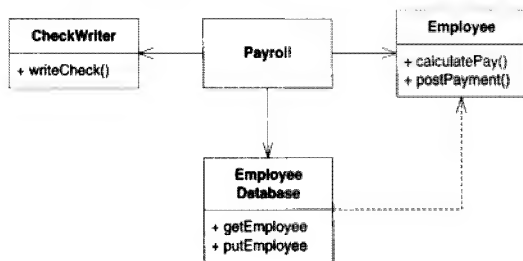 CheckWriter
+ writeCheck()
Payroll
Employee
+ calculatePay()
+ postPayment()
Employee
Database
+ getEmployee
+ putEmployee